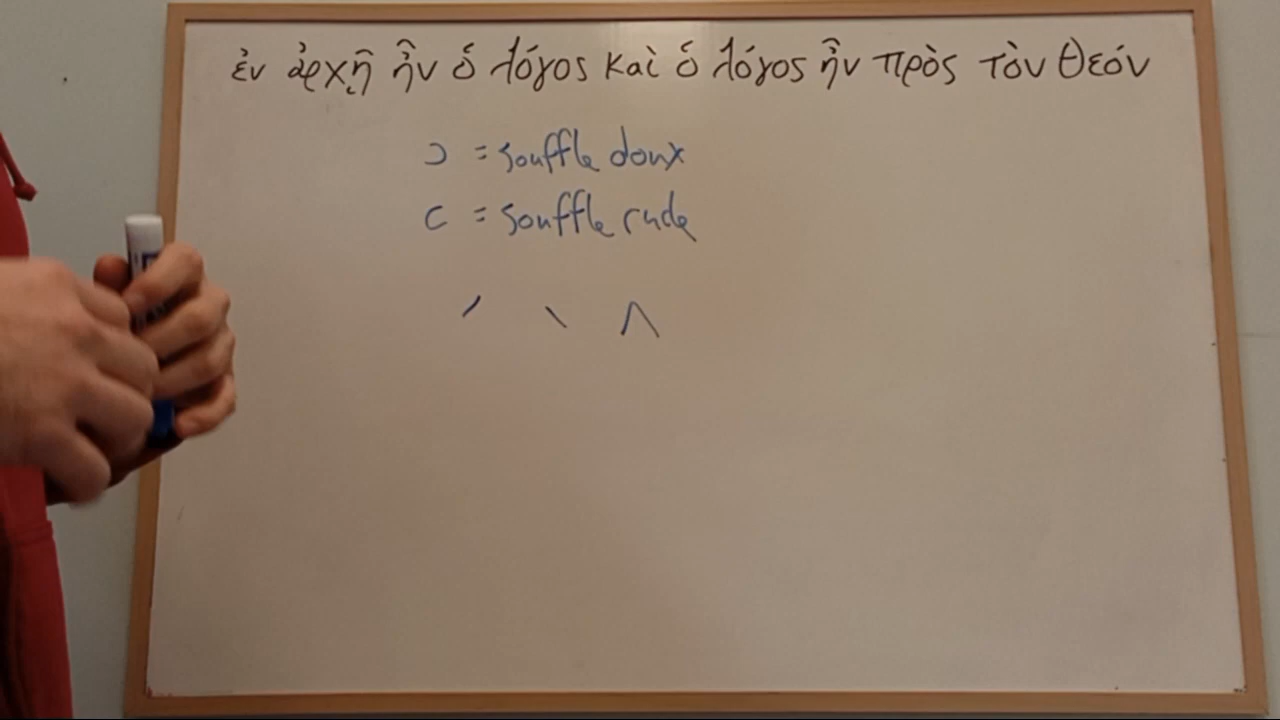 ἐν ἀρχῇ ἦν ὁ λόγος καὶ ὁ λόγος ἦν πρὸς τὸν θεόν
ɔ = souffle doux
c = souffle rude
´ ` ^